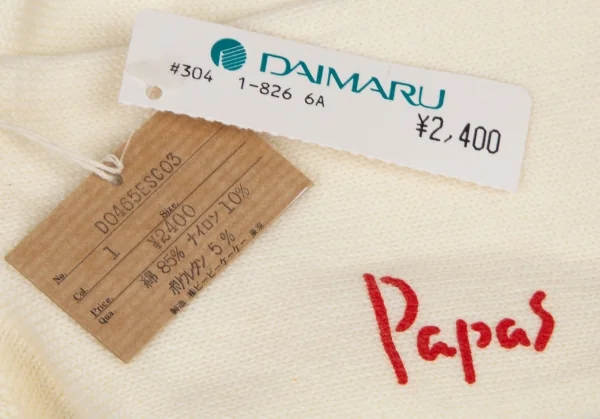 DAIMARU
#304 1-826 6A
¥2,400
No. D0465ESC03
Col. 1 Size.
Price. ¥2400
Qua. 綿 85% ナイロン 10%
ポリウレタン 5%
Papas